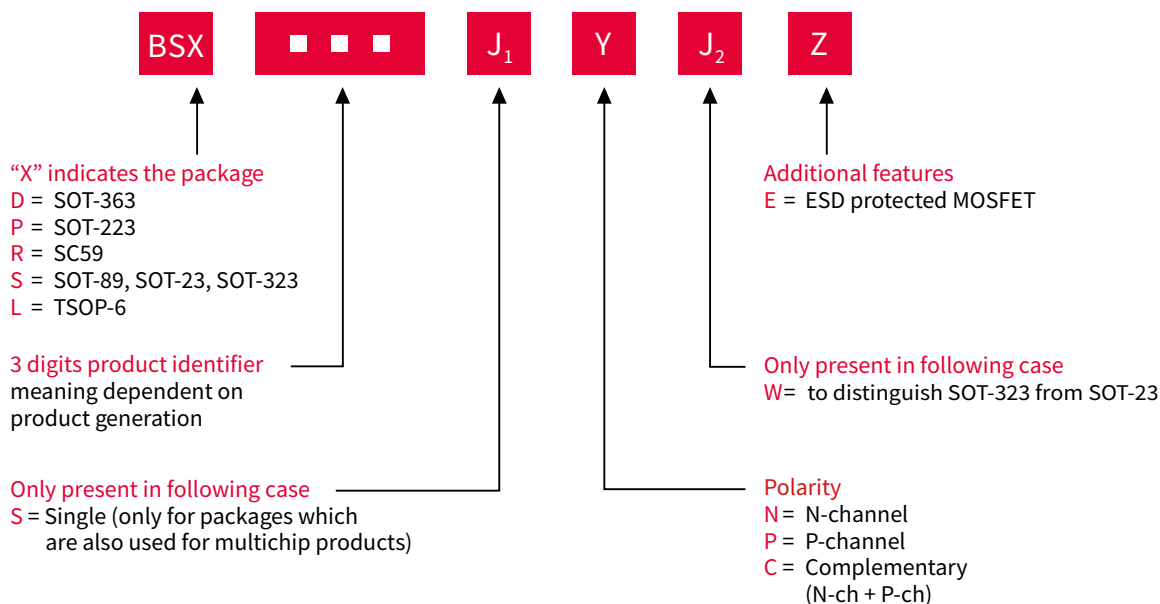 BSX J₁ Y J₂ Z
“X” indicates the package
D = SOT-363
P = SOT-223
R = SC59
S = SOT-89, SOT-23, SOT-323
L = TSOP-6
3 digits product identifier
meaning dependent on
product generation
Only present in following case
S = Single (only for packages which
are also used for multichip products)
Additional features
E = ESD protected MOSFET
Only present in following case
W= to distinguish SOT-323 from SOT-23
Polarity
N = N-channel
P = P-channel
C = Complementary
(N-ch + P-ch)